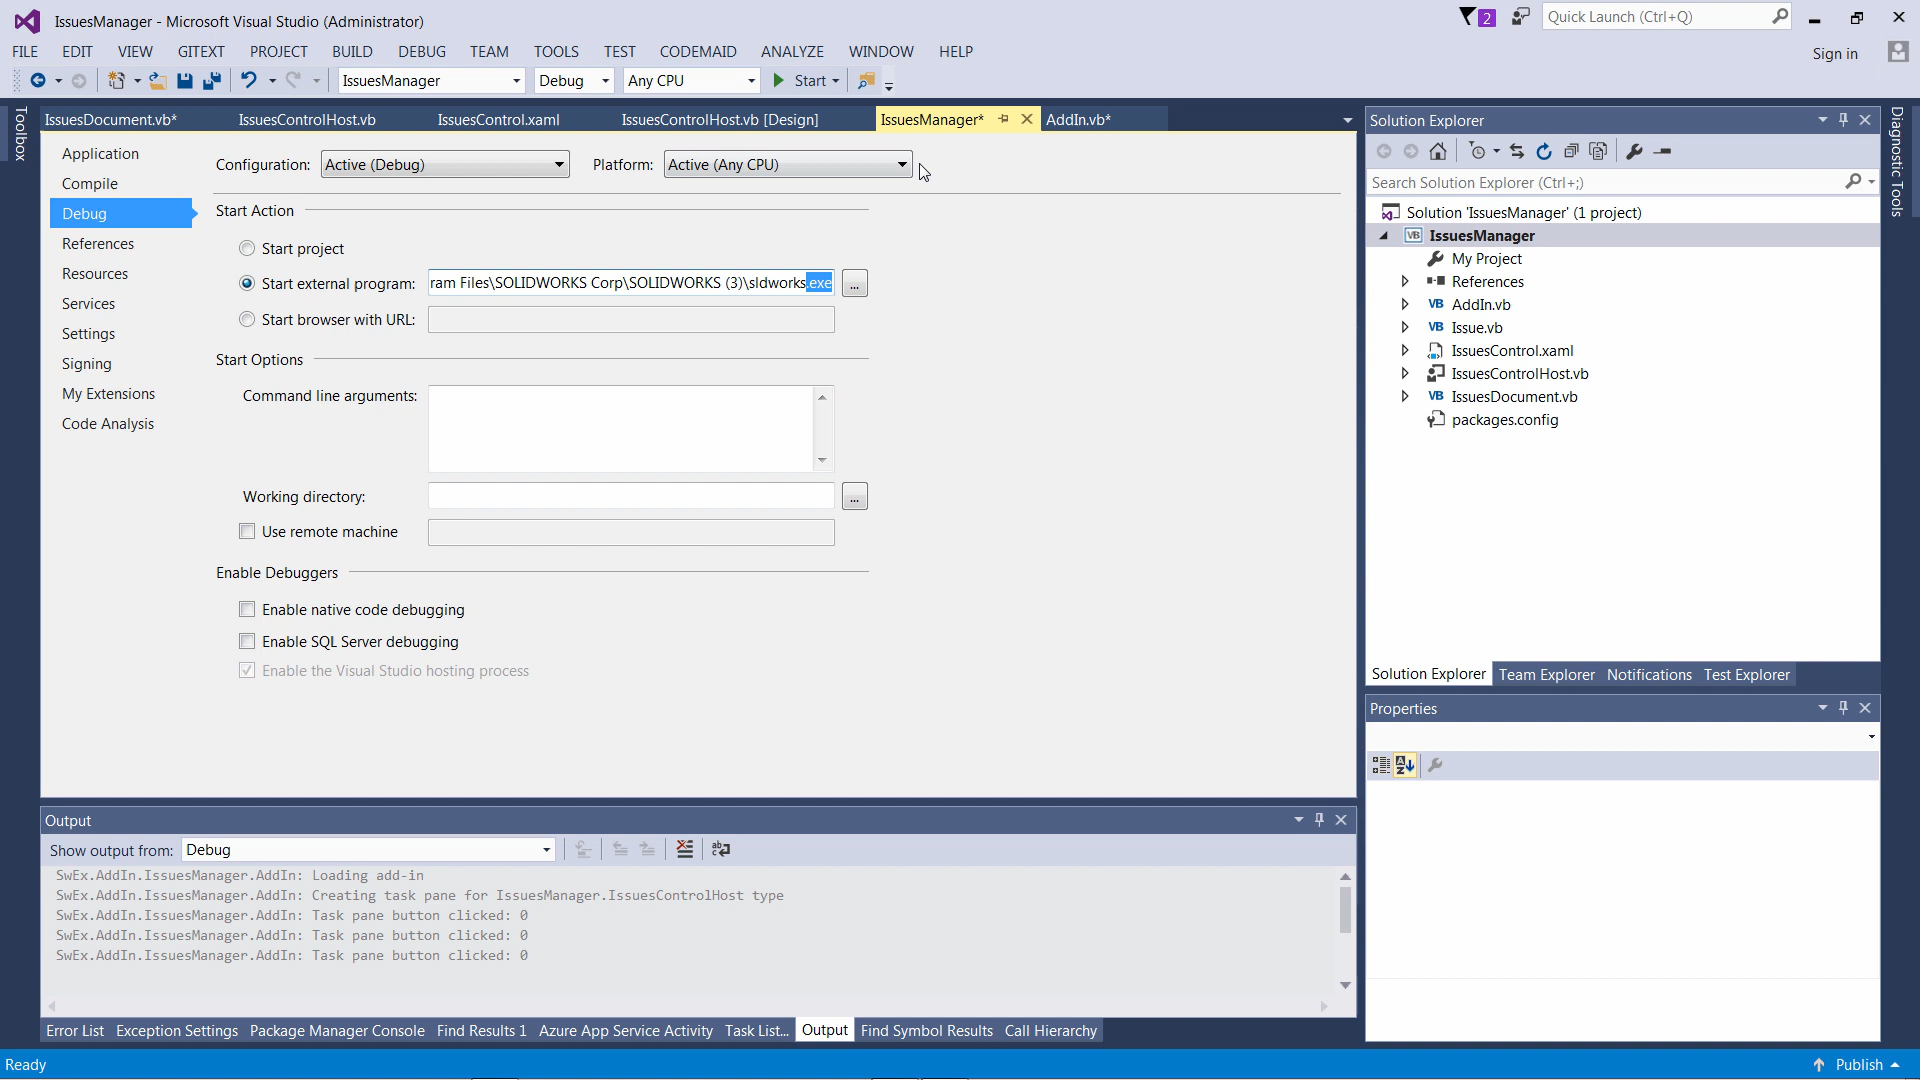 IssuesManager - Microsoft Visual Studio (Administrator)
2
Quick Launch (Ctrl+Q)
FILE EDIT VIEW GITEXT PROJECT BUILD DEBUG TEAM TOOLS TEST CODEMAID ANALYZE WINDOW HELP
Sign in
IssuesManager Debug Any CPU Start
Toolbox
IssuesDocument.vb* IssuesControlHost.vb IssuesControl.xaml IssuesControlHost.vb [Design] IssuesManager* AddIn.vb*
Application
Compile
Debug
References
Resources
Services
Settings
Signing
My Extensions
Code Analysis
Configuration: Active (Debug) Platform: Active (Any CPU)
Start Action
Start project
Start external program: ram Files\SOLIDWORKS Corp\SOLIDWORKS (3)\sldworks.exe ...
Start browser with URL:
Start Options
Command line arguments:
Working directory: ...
Use remote machine
Enable Debuggers
Enable native code debugging
Enable SQL Server debugging
Enable the Visual Studio hosting process
Output
Show output from: Debug
SwEx.AddIn.IssuesManager.AddIn: Loading add-in
SwEx.AddIn.IssuesManager.AddIn: Creating task pane for IssuesManager.IssuesControlHost type
SwEx.AddIn.IssuesManager.AddIn: Task pane button clicked: 0
SwEx.AddIn.IssuesManager.AddIn: Task pane button clicked: 0
SwEx.AddIn.IssuesManager.AddIn: Task pane button clicked: 0
Error List Exception Settings Package Manager Console Find Results 1 Azure App Service Activity Task List... Output Find Symbol Results Call Hierarchy
Solution Explorer
Search Solution Explorer (Ctrl+;)
Solution 'IssuesManager' (1 project)
VB IssuesManager
My Project
References
VB AddIn.vb
VB Issue.vb
IssuesControl.xaml
IssuesControlHost.vb
VB IssuesDocument.vb
packages.config
Solution Explorer Team Explorer Notifications Test Explorer
Properties
Diagnostic Tools
Ready
Publish